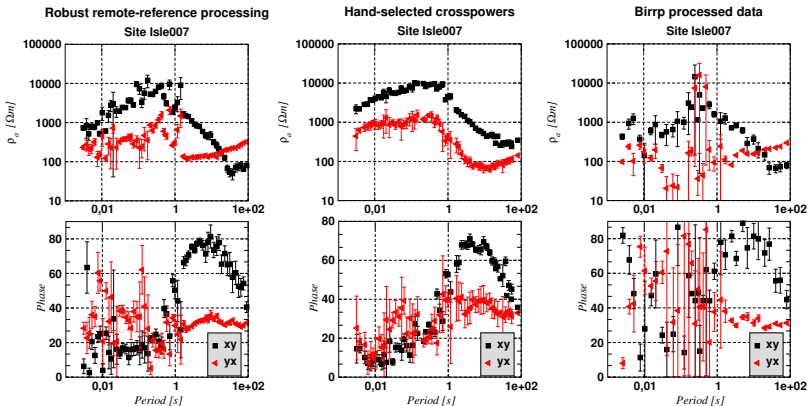 Robust remote-reference processing
Site Isle007
100000
10000
1000
100
10
ρa [Ωm]
0,01
1
1e+02
80
60
40
20
0
Phase
xy
yx
0,01
1
1e+02
Period [s]
Hand-selected crosspowers
Site Isle007
100000
10000
1000
100
10
ρa [Ωm]
0,01
1
1e+02
80
60
40
20
0
Phase
xy
yx
0,01
1
1e+02
Period [s]
Birrp processed data
Site Isle007
100000
10000
1000
100
10
ρa [Ωm]
0,01
1
1e+02
80
60
40
20
0
Phase
xy
yx
0,01
1
1e+02
Period [s]